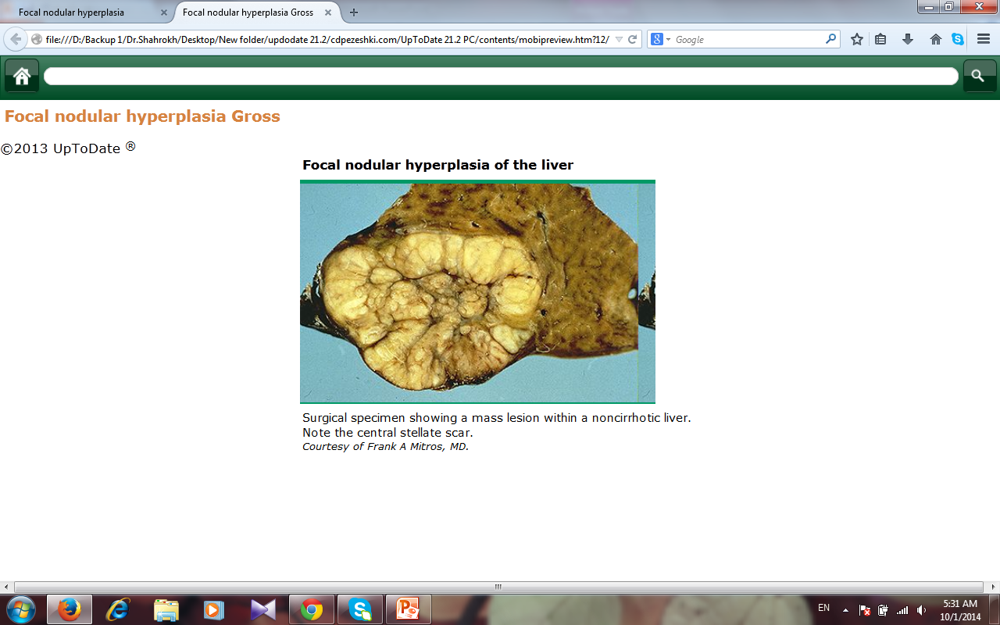 Focal nodular hyperplasia
Focal nodular hyperplasia Gross
file:///D:/Backup 1/Dr.Shahrokh/Desktop/New folder/updodate 21.2/cdpezeshki.com/UpToDate 21.2 PC/contents/mobipreview.htm?12/
Google
Focal nodular hyperplasia Gross
©2013 UpToDate ®
Focal nodular hyperplasia of the liver
Surgical specimen showing a mass lesion within a noncirrhotic liver.
Note the central stellate scar.
Courtesy of Frank A Mitros, MD.
EN
5:31 AM
10/1/2014